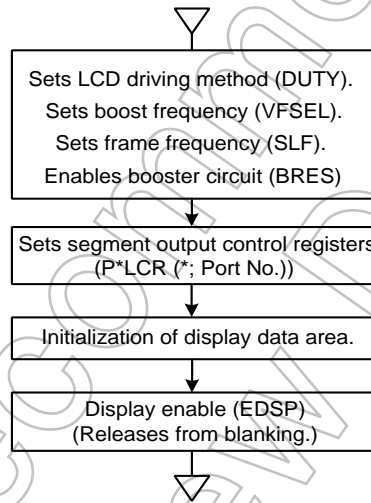 Sets LCD driving method (DUTY).
Sets boost frequency (VFSEL).
Sets frame frequency (SLF).
Enables booster circuit (BRES)
Sets segment output control registers
(P*LCR (*; Port No.))
Initialization of display data area.
Display enable (EDSP)
(Releases from blanking.)